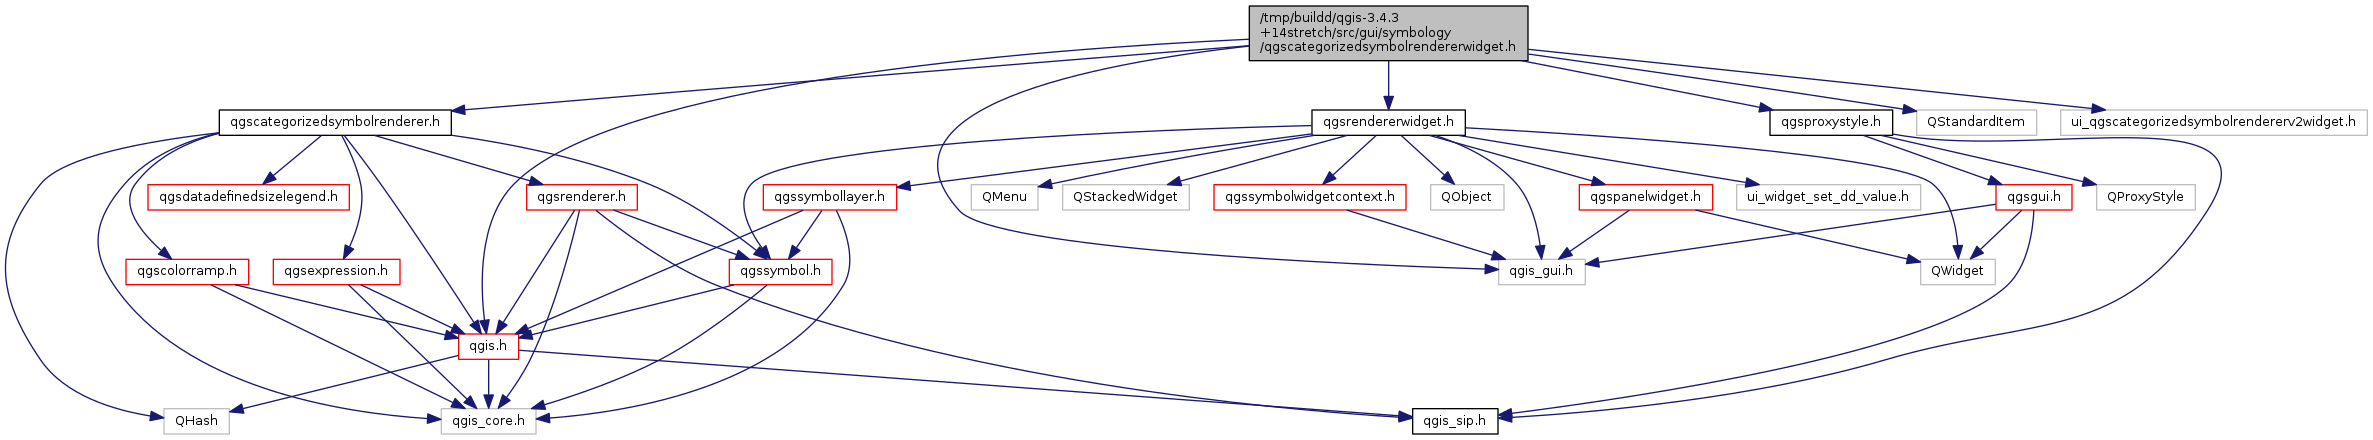 /tmp/buildd/qgis-3.4.3
+14stretch/src/gui/symbology
/qgscategorizedsymbolrendererwidget.h
qgscategorizedsymbolrenderer.h
qgsrendererwidget.h
qgsproxystyle.h
QStandardItem
ui_qgscategorizedsymbolrendererv2widget.h
qgsdatadefinedsizelegend.h
qgsrenderer.h
qgssymbollayer.h
QMenu
QStackedWidget
qgssymbolwidgetcontext.h
QObject
qgspanelwidget.h
ui_widget_set_dd_value.h
qgsgui.h
QProxyStyle
qgscolorramp.h
qgsexpression.h
qgssymbol.h
qgis_gui.h
QWidget
qgis.h
QHash
qgis_core.h
qgis_sip.h